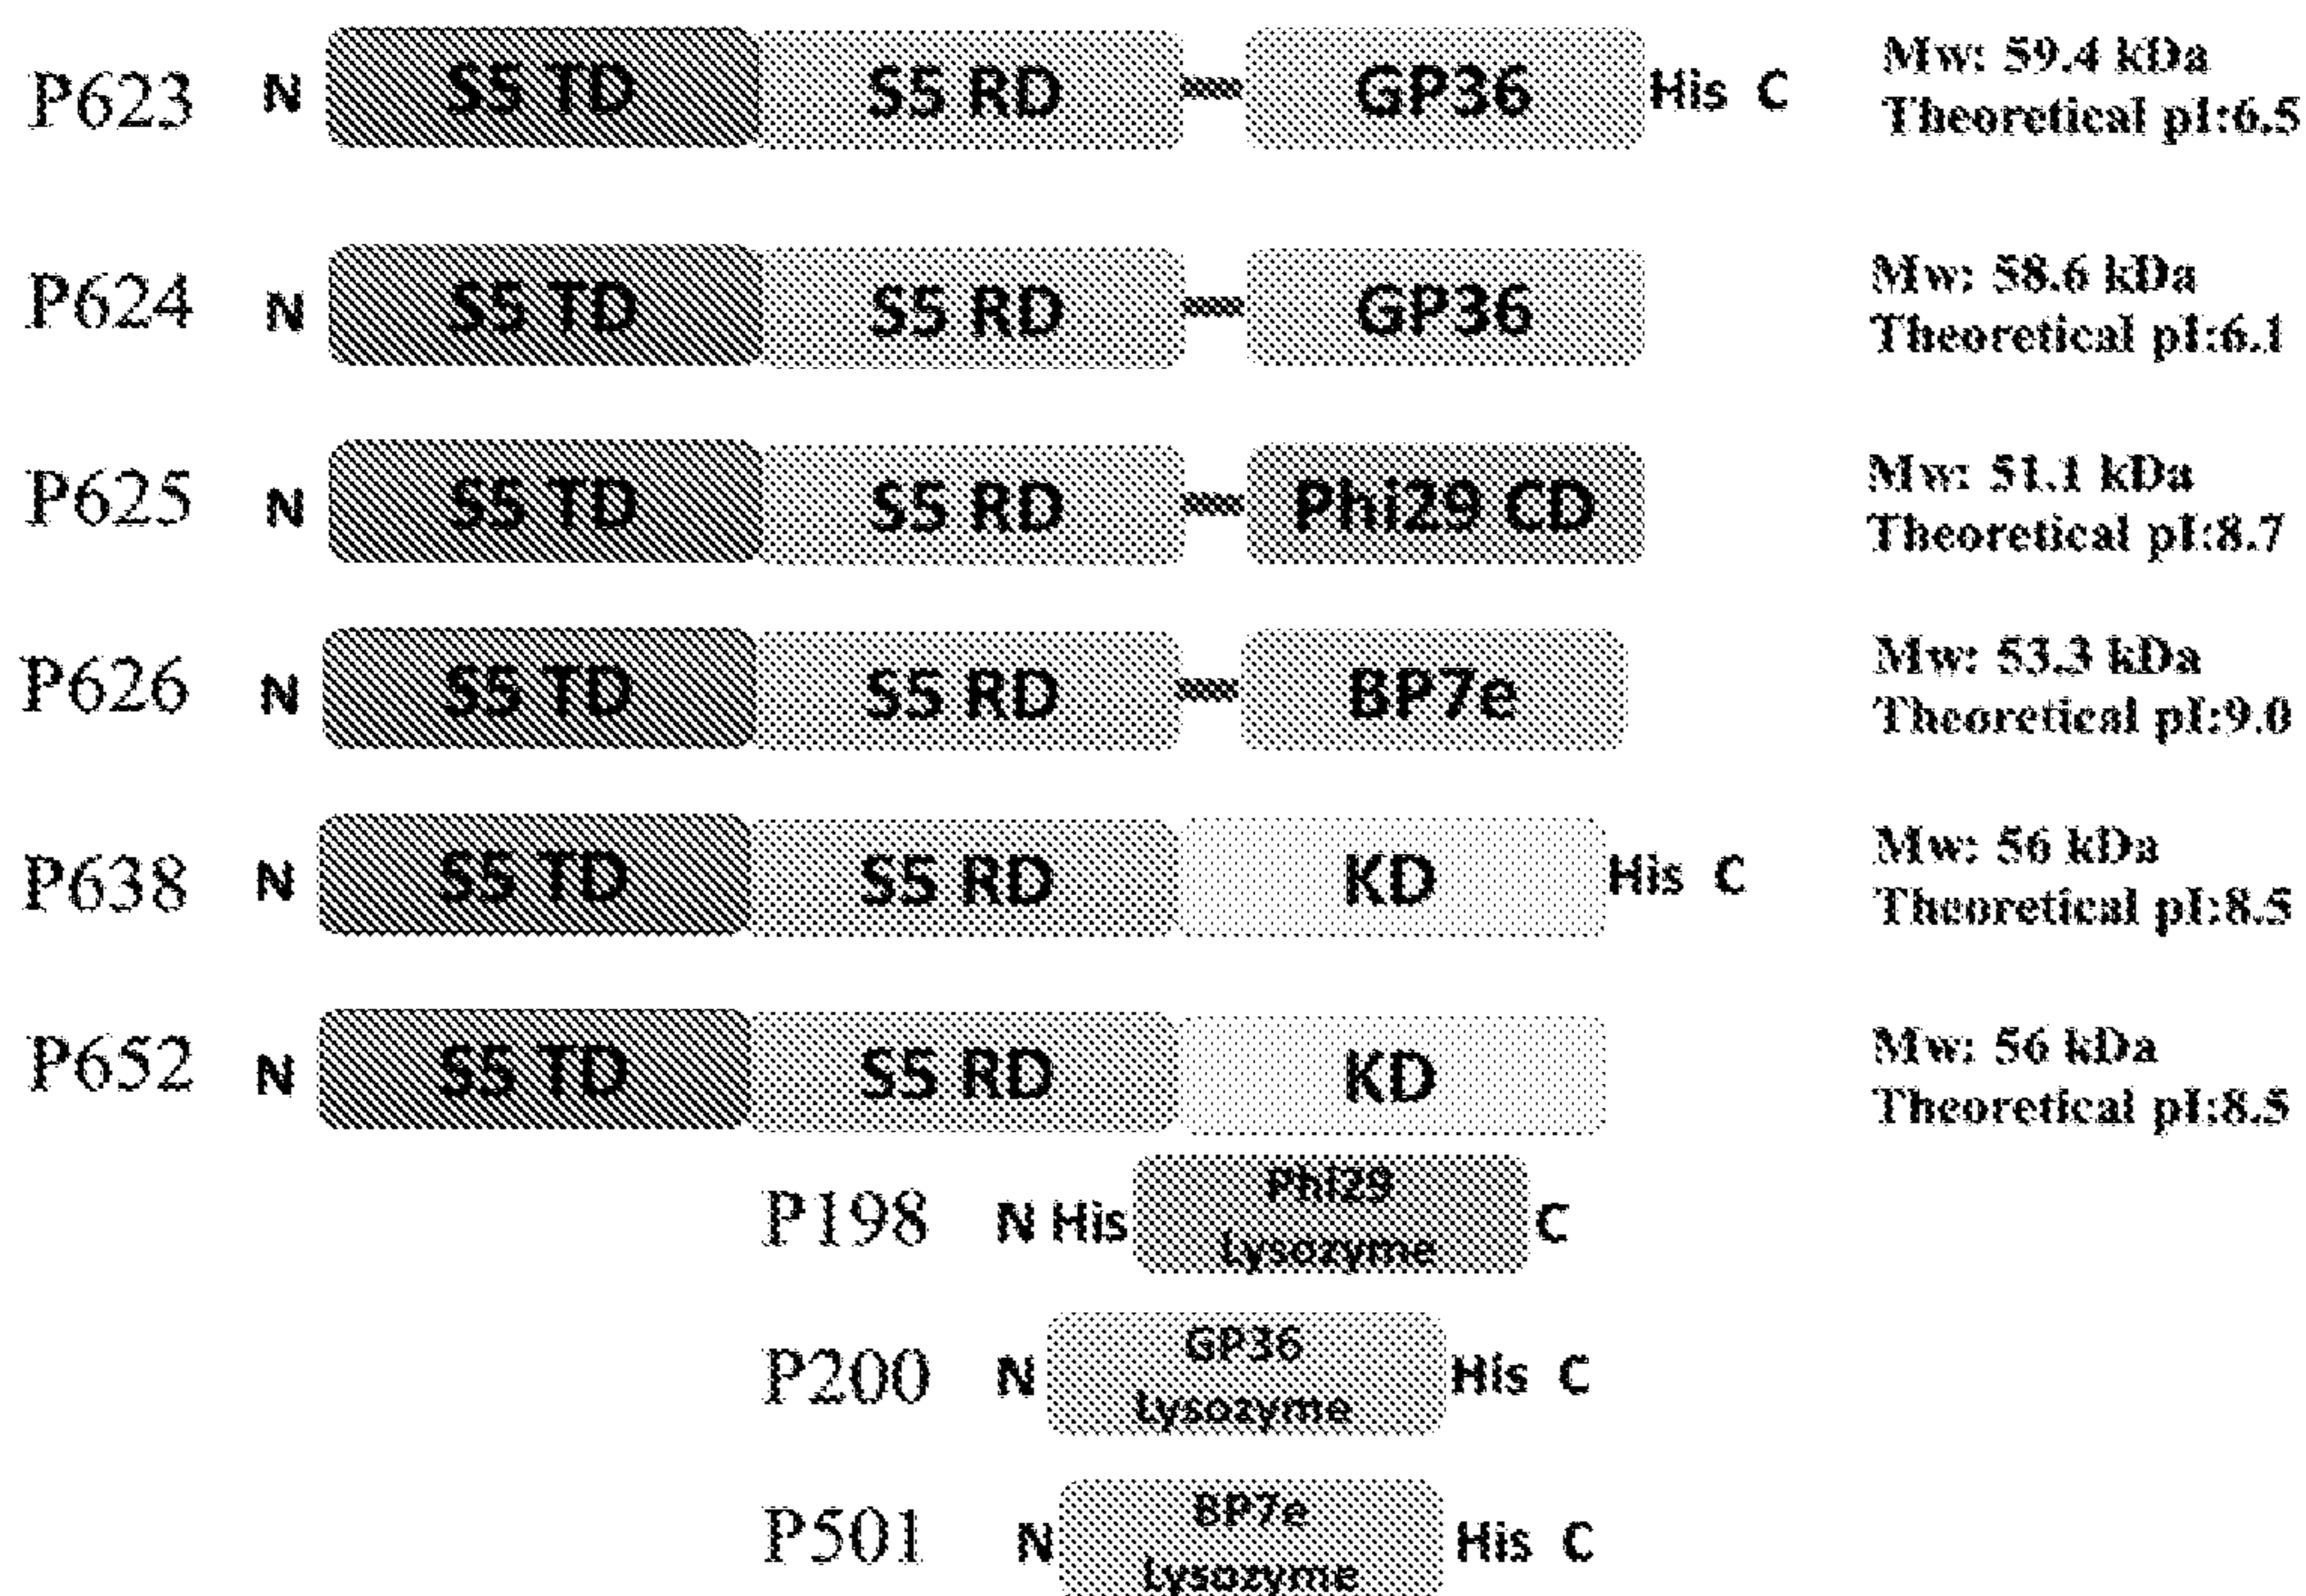 P623 N S5 TD S5 RD GP36 His C Mw: 59.4 kDa
Theoretical pI:6.5
P624 N S5 TD S5 RD GP36 Mw: 58.6 kDa
Theoretical pI:6.1
P625 N S5 TD S5 RD Phi29 CD Mw: 51.1 kDa
Theoretical pI:8.7
P626 N S5 TD S5 RD BP7e Mw: 53.3 kDa
Theoretical pI:9.0
P638 N S5 TD S5 RD KD His C Mw: 56 kDa
Theoretical pI:8.5
P652 N S5 TD S5 RD KD Mw: 56 kDa
Theoretical pI:8.5
P198 N His Phi29 C
Lysozyme
P200 N GP36 His C
Lysozyme
P501 N BP7e His C
Lysozyme